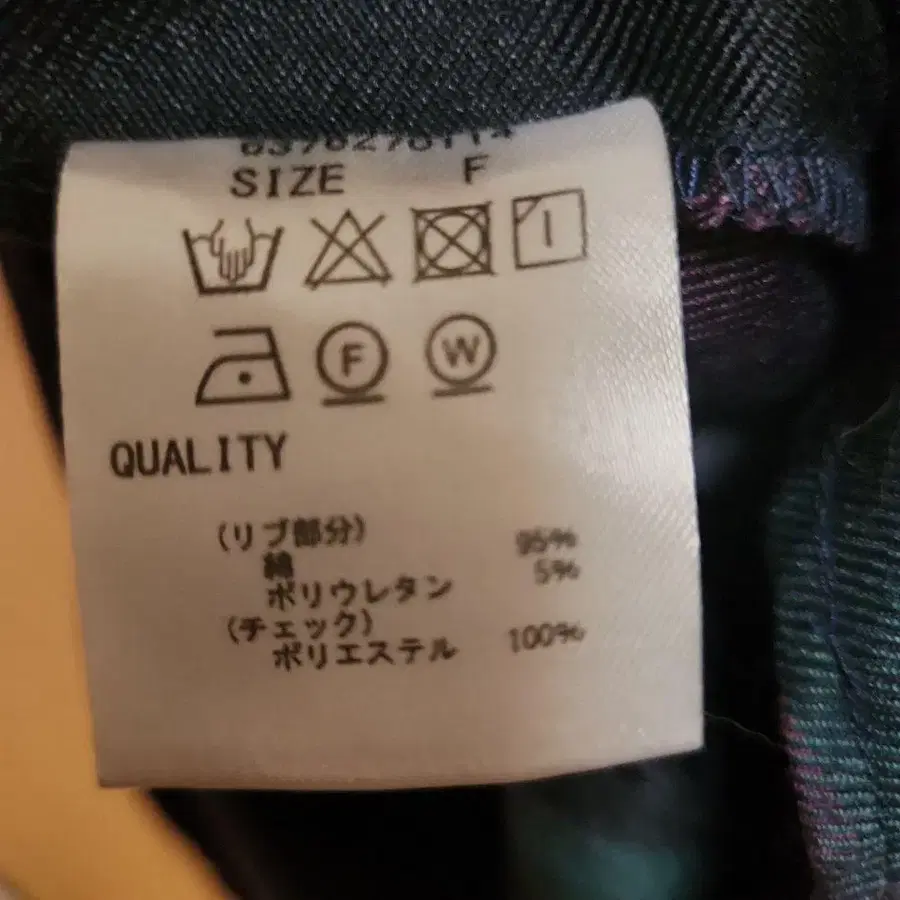 SIZE F
F W
QUALITY
(リブ部分)
綿 95%
ポリウレタン 5%
(チェック)
ポリエステル 100%